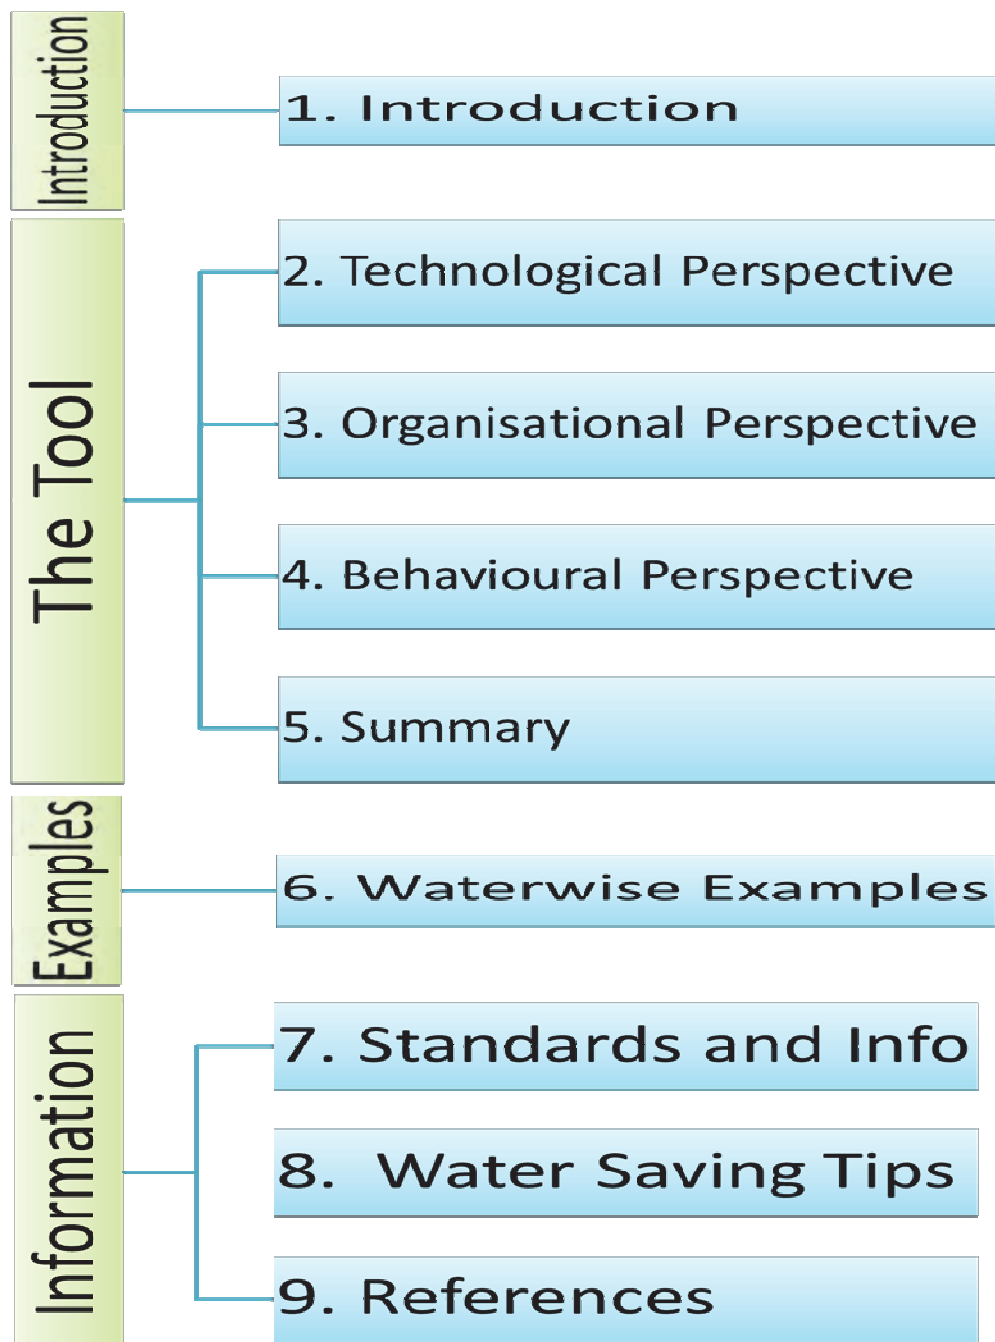 Introduction
1. Introduction
The Tool
2. Technological Perspective
3. Organisational Perspective
4. Behavioural Perspective
5. Summary
Examples
6. Waterwise Examples
Information
7. Standards and Info
8. Water Saving Tips
9. References